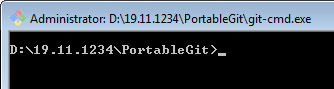 Administrator: D:\19.11.1234\PortableGit\git-cmd.exe
D:\19.11.1234\PortableGit>_